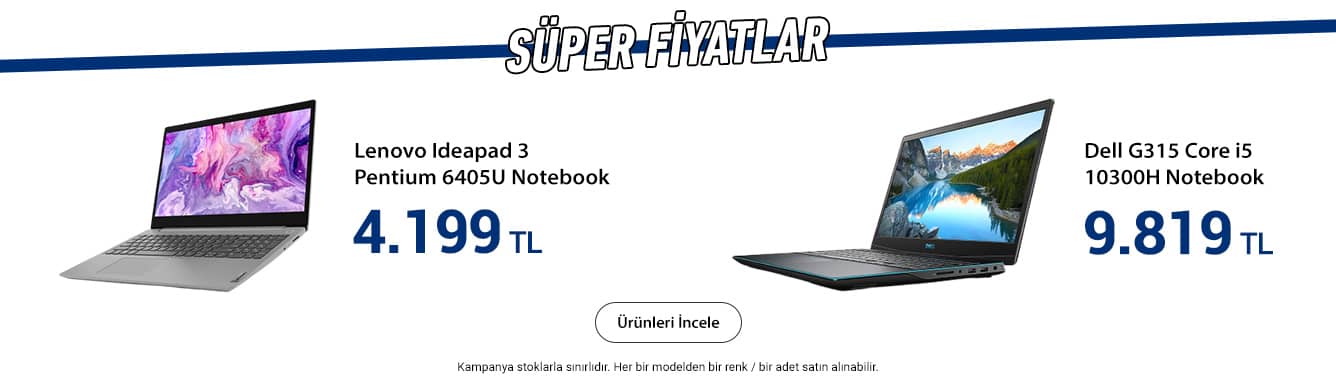 SÜPER FİYATLAR
Lenovo Ideapad 3
Pentium 6405U Notebook
4.199 TL
Dell G315 Core i5
10300H Notebook
9.819 TL
Ürünleri İncele
Kampanya stoklarla sınırlıdır. Her bir modelden bir renk / bir adet satın alınabilir.